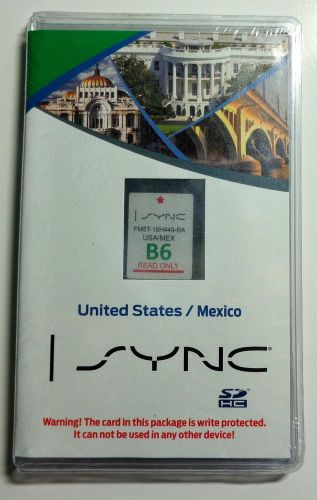 SYNC
FM5T-19H449-BA
USA/MEX
B6
READ ONLY
United States / Mexico
SYNC®
SD
HC
Warning! The card in this package is write protected.
It can not be used in any other device!